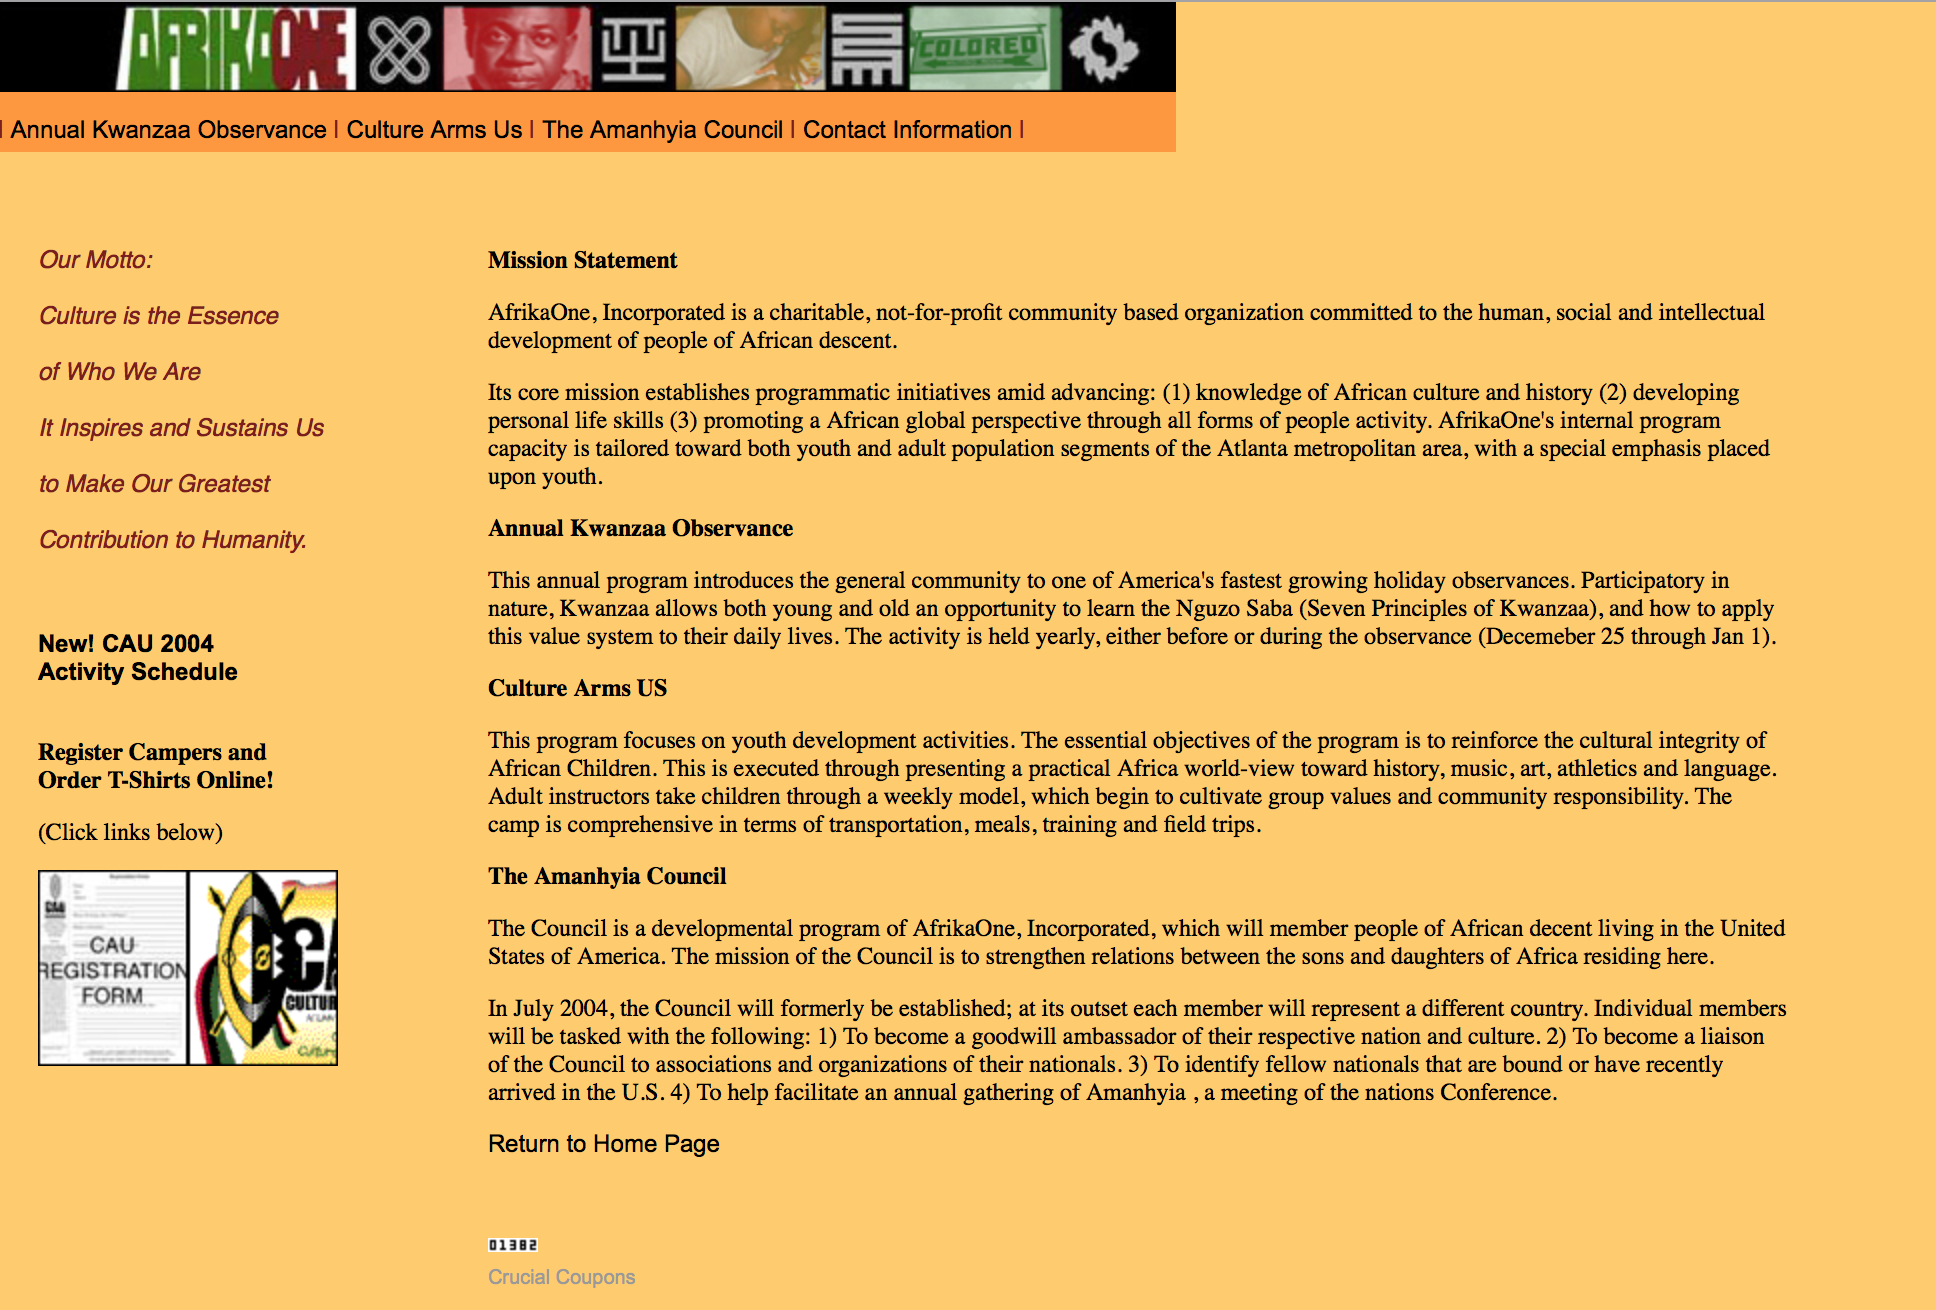 AFRIKAONE
COLORED
| Annual Kwanzaa Observance | Culture Arms Us | The Amanhyia Council | Contact Information |
Our Motto:
Culture is the Essence
of Who We Are
It Inspires and Sustains Us
to Make Our Greatest
Contribution to Humanity.
New! CAU 2004
Activity Schedule
Register Campers and
Order T-Shirts Online!
(Click links below)
CAU
REGISTRATION
FORM
CULTUR
Mission Statement
AfrikaOne, Incorporated is a charitable, not-for-profit community based organization committed to the human, social and intellectual
development of people of African descent.
Its core mission establishes programmatic initiatives amid advancing: (1) knowledge of African culture and history (2) developing
personal life skills (3) promoting a African global perspective through all forms of people activity. AfrikaOne's internal program
capacity is tailored toward both youth and adult population segments of the Atlanta metropolitan area, with a special emphasis placed
upon youth.
Annual Kwanzaa Observance
This annual program introduces the general community to one of America's fastest growing holiday observances. Participatory in
nature, Kwanzaa allows both young and old an opportunity to learn the Nguzo Saba (Seven Principles of Kwanzaa), and how to apply
this value system to their daily lives. The activity is held yearly, either before or during the observance (Decemeber 25 through Jan 1).
Culture Arms US
This program focuses on youth development activities. The essential objectives of the program is to reinforce the cultural integrity of
African Children. This is executed through presenting a practical Africa world-view toward history, music, art, athletics and language.
Adult instructors take children through a weekly model, which begin to cultivate group values and community responsibility. The
camp is comprehensive in terms of transportation, meals, training and field trips.
The Amanhyia Council
The Council is a developmental program of AfrikaOne, Incorporated, which will member people of African decent living in the United
States of America. The mission of the Council is to strengthen relations between the sons and daughters of Africa residing here.
In July 2004, the Council will formerly be established; at its outset each member will represent a different country. Individual members
will be tasked with the following: 1) To become a goodwill ambassador of their respective nation and culture. 2) To become a liaison
of the Council to associations and organizations of their nationals. 3) To identify fellow nationals that are bound or have recently
arrived in the U.S. 4) To help facilitate an annual gathering of Amanhyia , a meeting of the nations Conference.
Return to Home Page
01382
Crucial Coupons